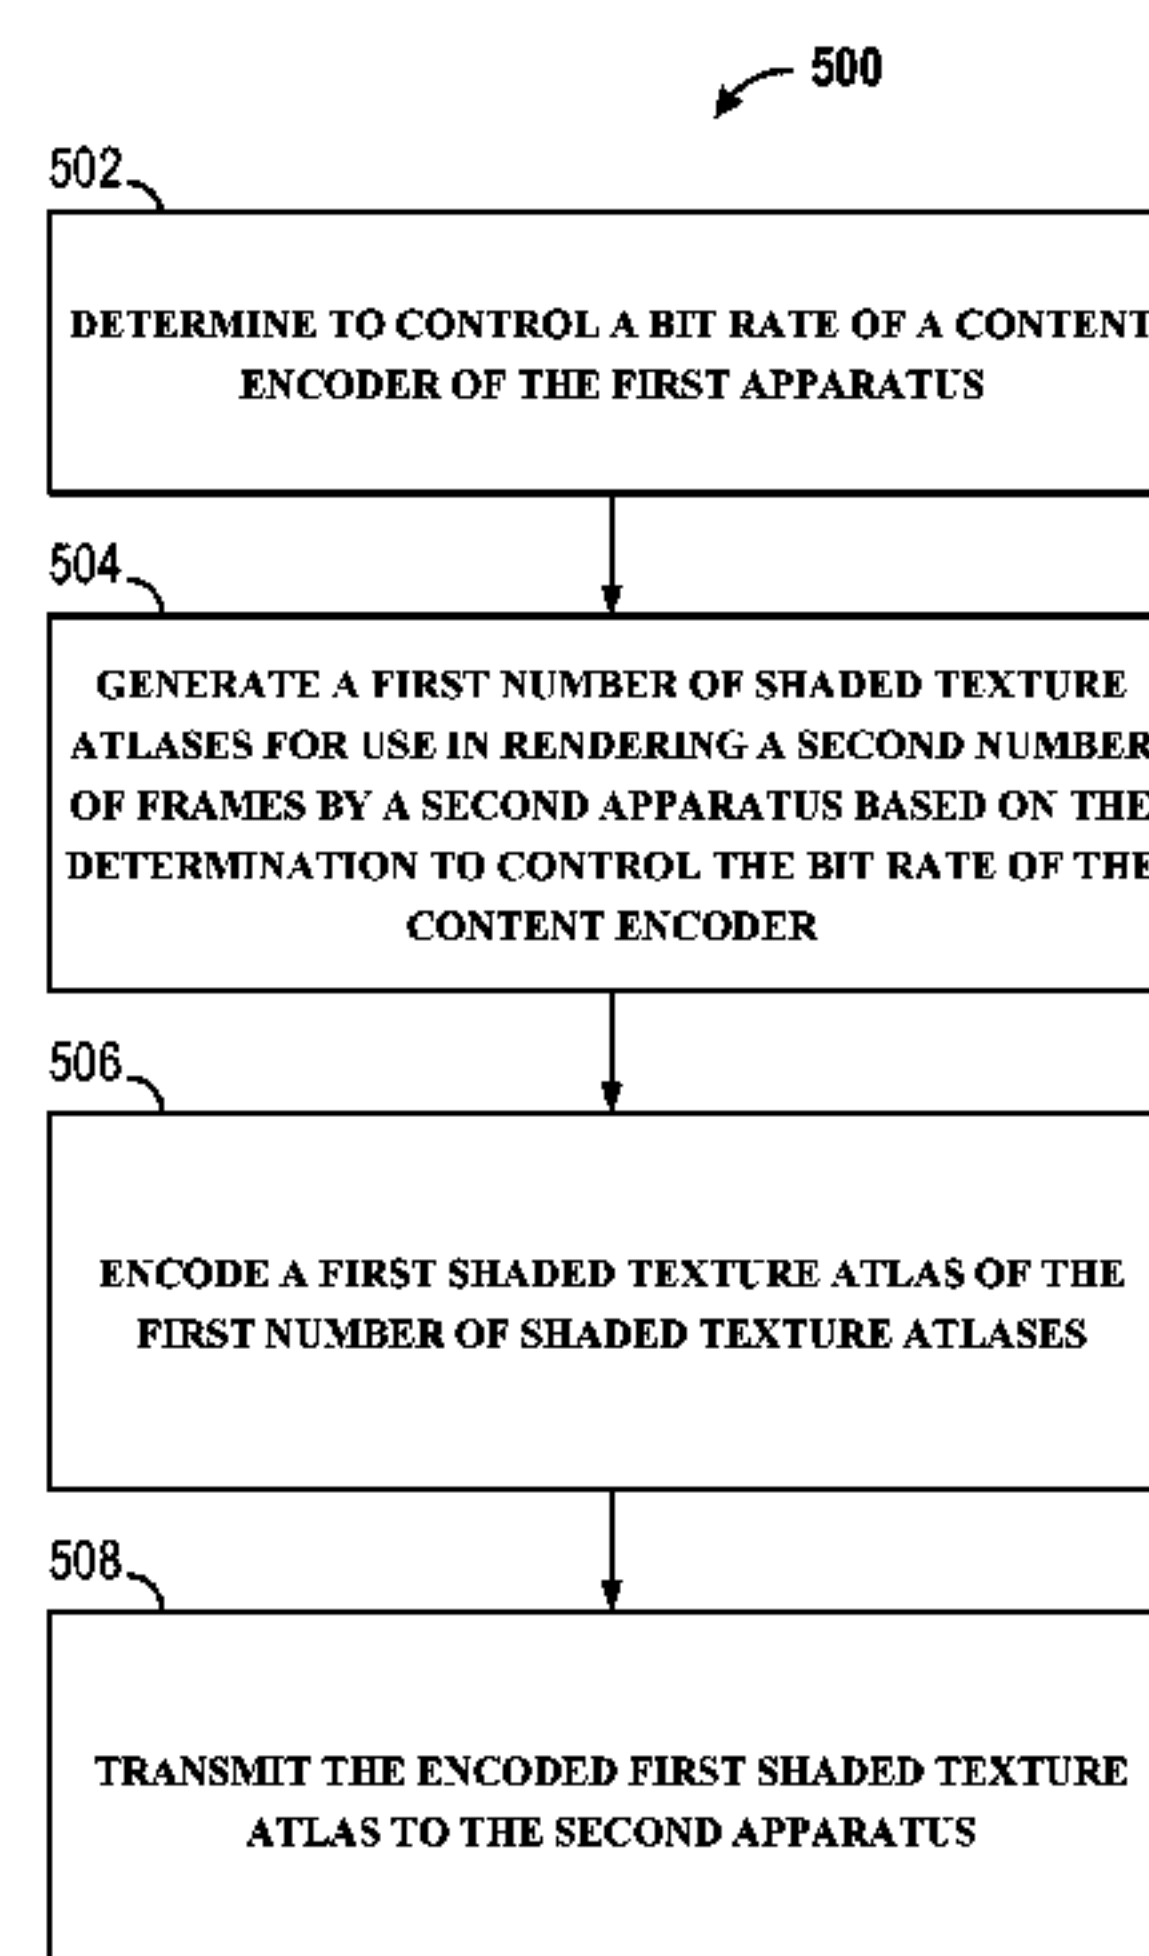 500
502
DETERMINE TO CONTROL A BIT RATE OF A CONTENT
ENCODER OF THE FIRST APPARATUS
504
GENERATE A FIRST NUMBER OF SHADED TEXTURE
ATLASES FOR USE IN RENDERING A SECOND NUMBER
OF FRAMES BY A SECOND APPARATUS BASED ON THE
DETERMINATION TO CONTROL THE BIT RATE OF THE
CONTENT ENCODER
506
ENCODE A FIRST SHADED TEXTURE ATLAS OF THE
FIRST NUMBER OF SHADED TEXTURE ATLASES
508
TRANSMIT THE ENCODED FIRST SHADED TEXTURE
ATLAS TO THE SECOND APPARATUS